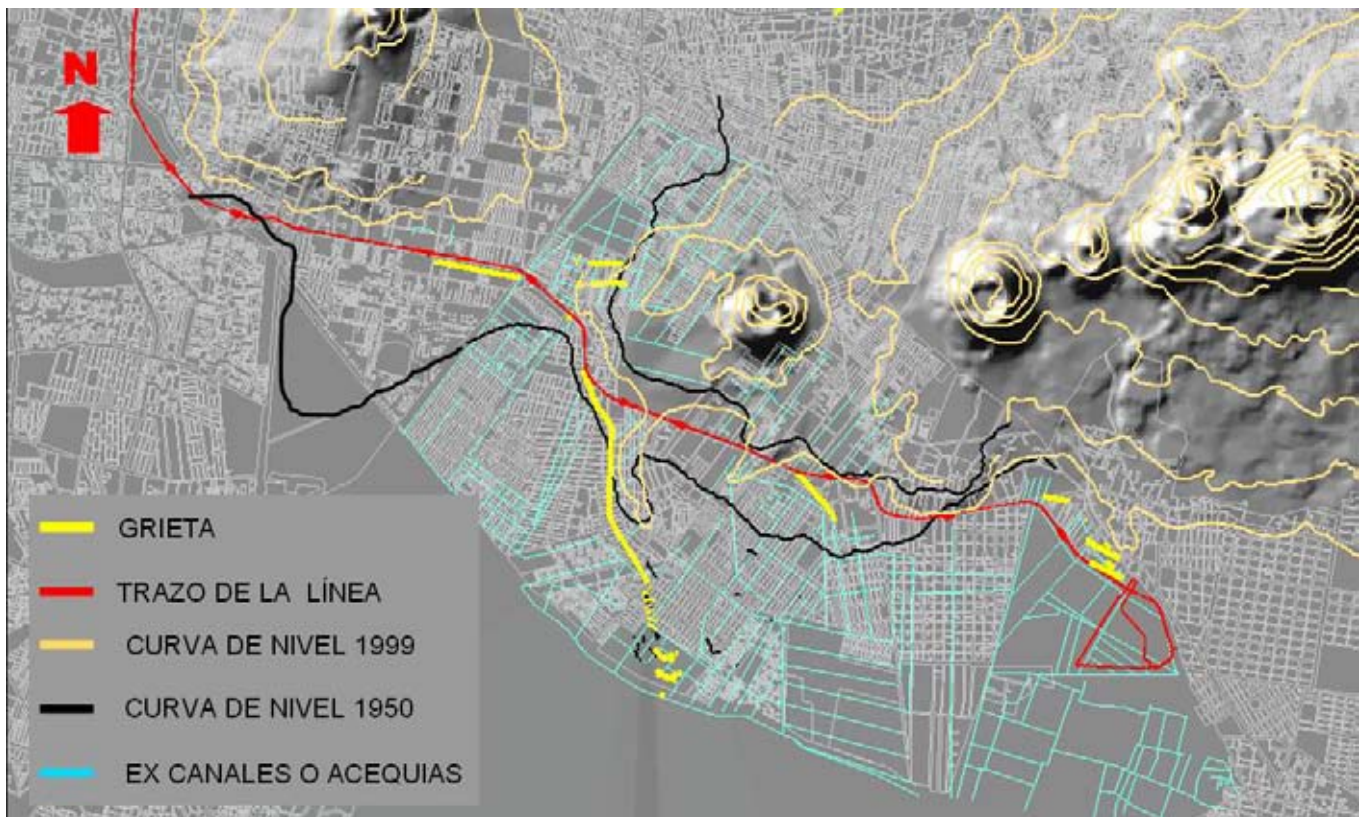 N
GRIETA
TRAZO DE LA LÍNEA
CURVA DE NIVEL 1999
CURVA DE NIVEL 1950
EX CANALES O ACEQUIAS